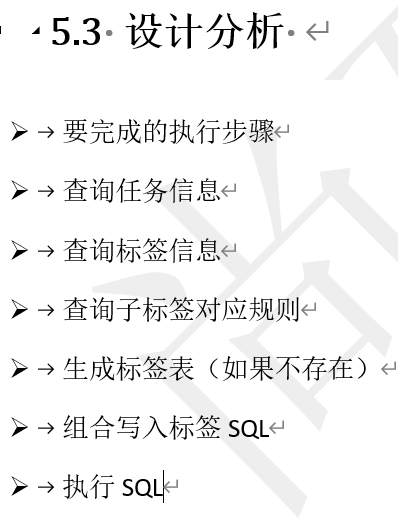 5.3 设计分析
要完成的执行步骤
查询任务信息
查询标签信息
查询子标签对应规则
生成标签表（如果不存在）
组合写入标签 SQL
执行 SQL